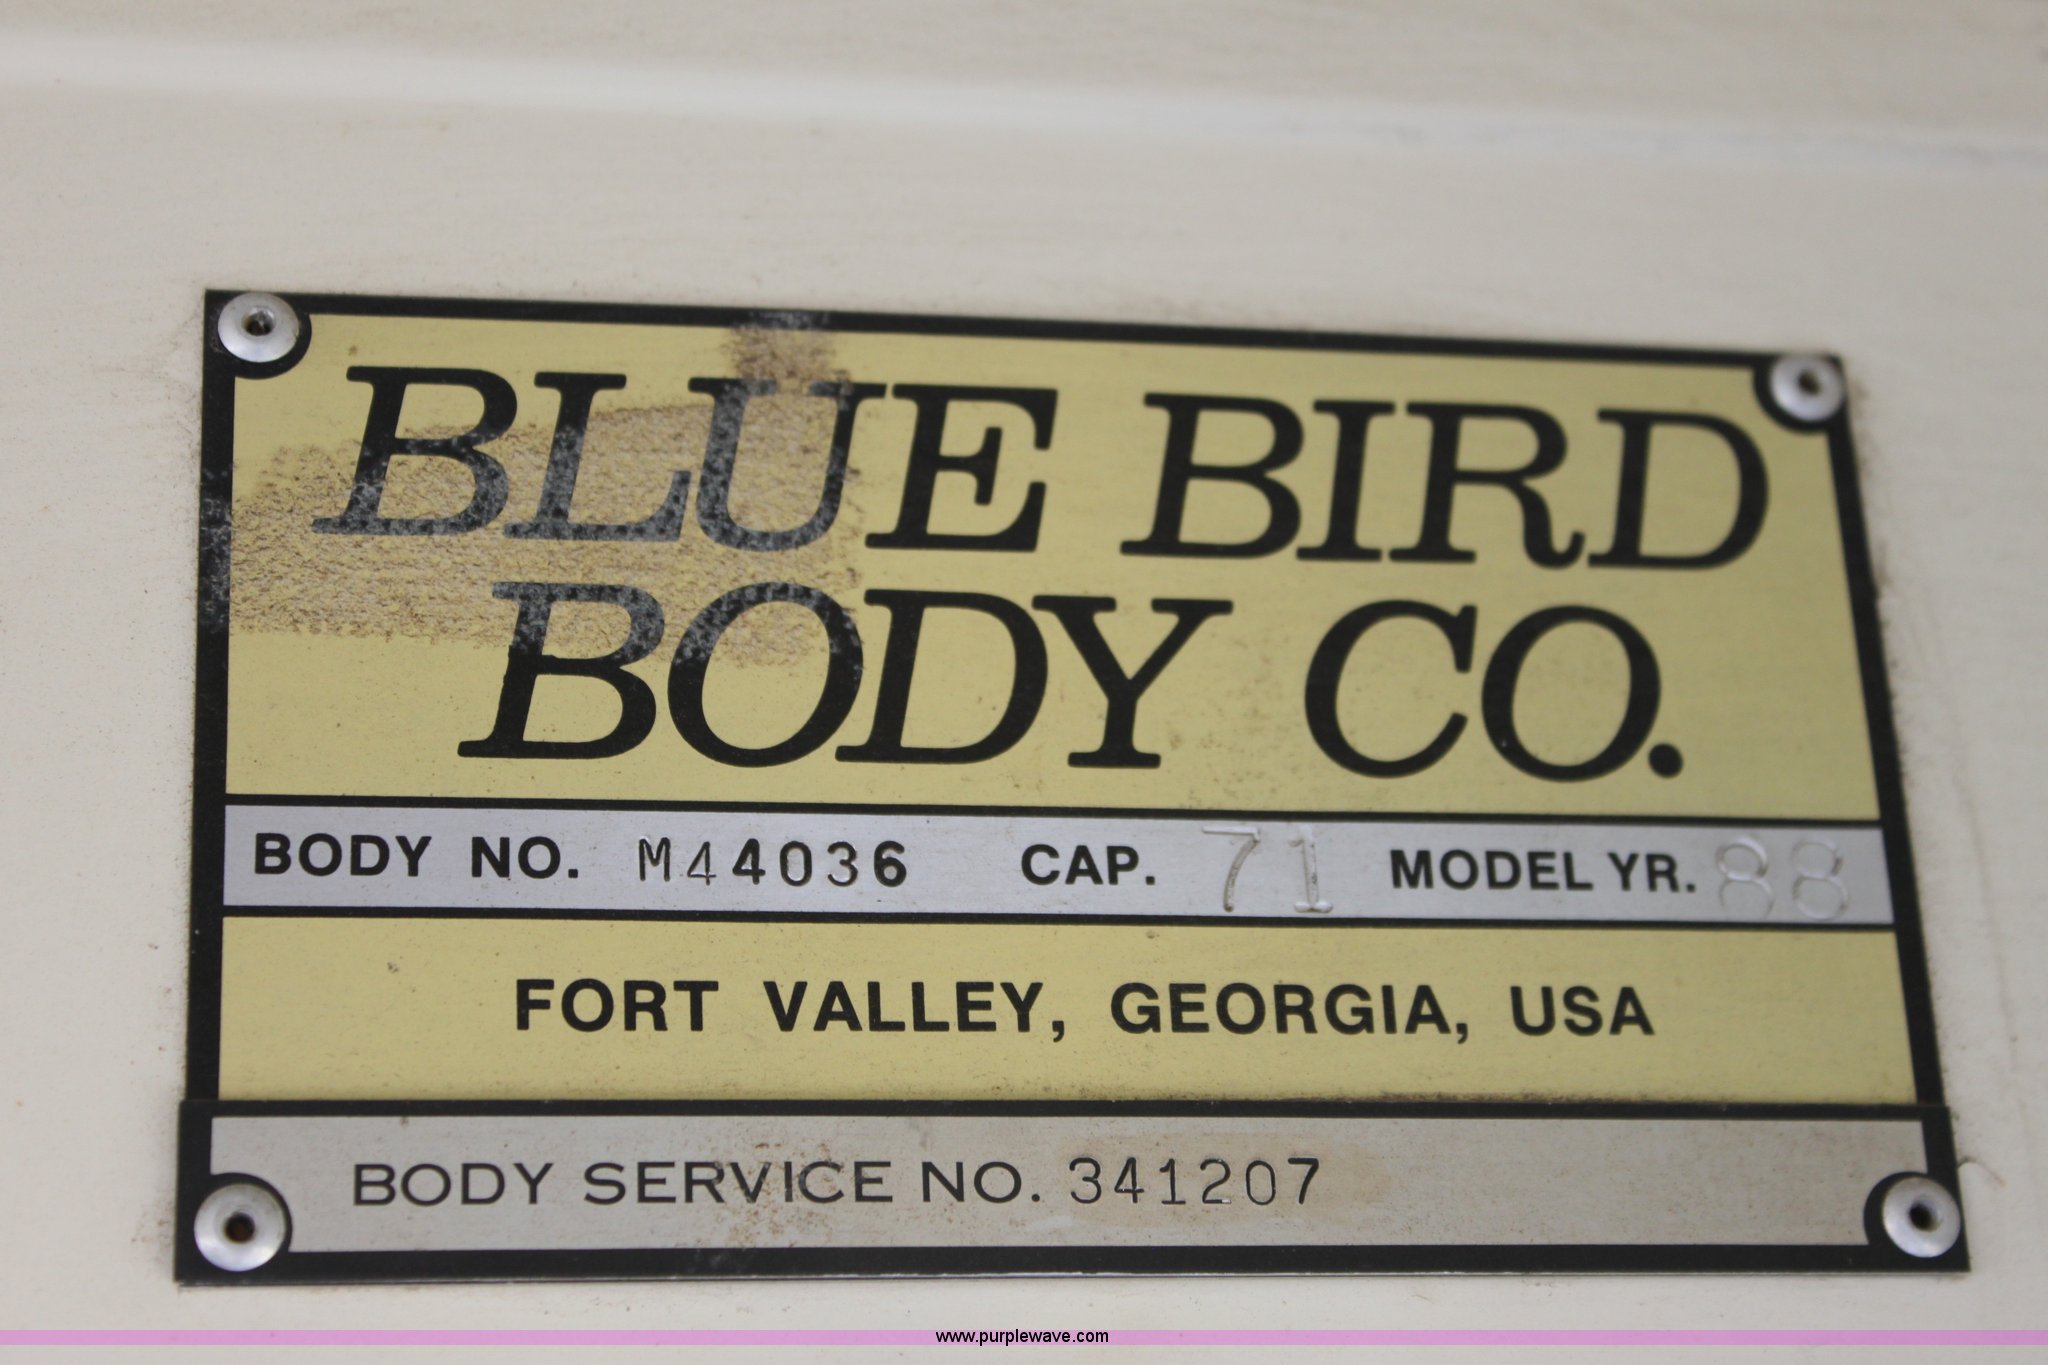 BLUE BIRD
BODY CO.
BODY NO. M44036 CAP. 71 MODEL YR. 88
FORT VALLEY, GEORGIA, USA
BODY SERVICE NO. 341207
www.purplewave.com